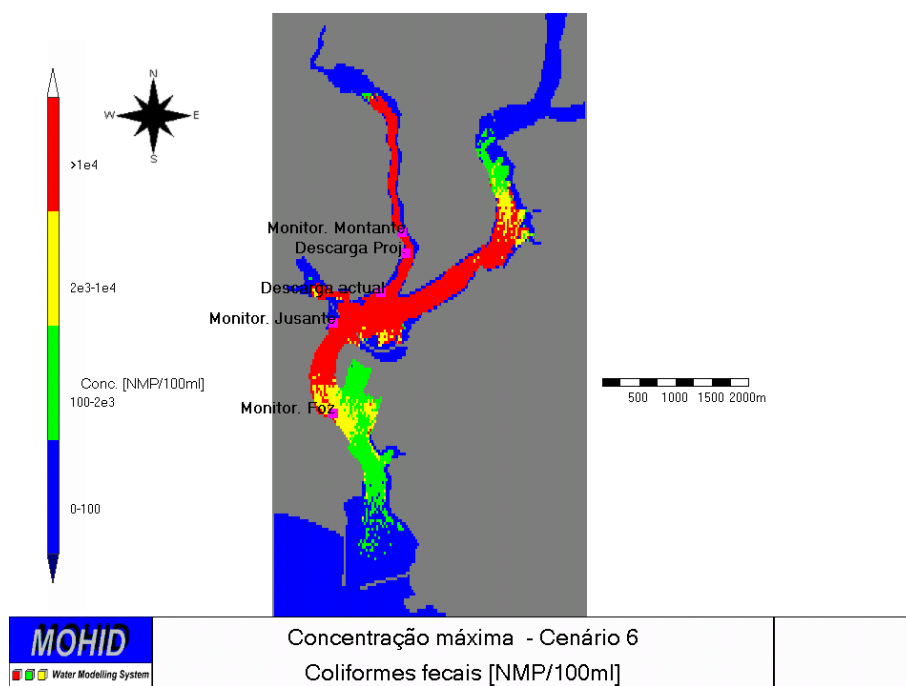 N
W E
S
>1e4
2e3-1e4
Conc. [NMP/100ml]
100-2e3
0-100
Monitor. Montante
Descarga Proj
Descarga actual
Monitor. Jusante
Monitor. Foz
500 1000 1500 2000m
MOHID
Water Modelling System
Concentração máxima - Cenário 6
Coliformes fecais [NMP/100ml]